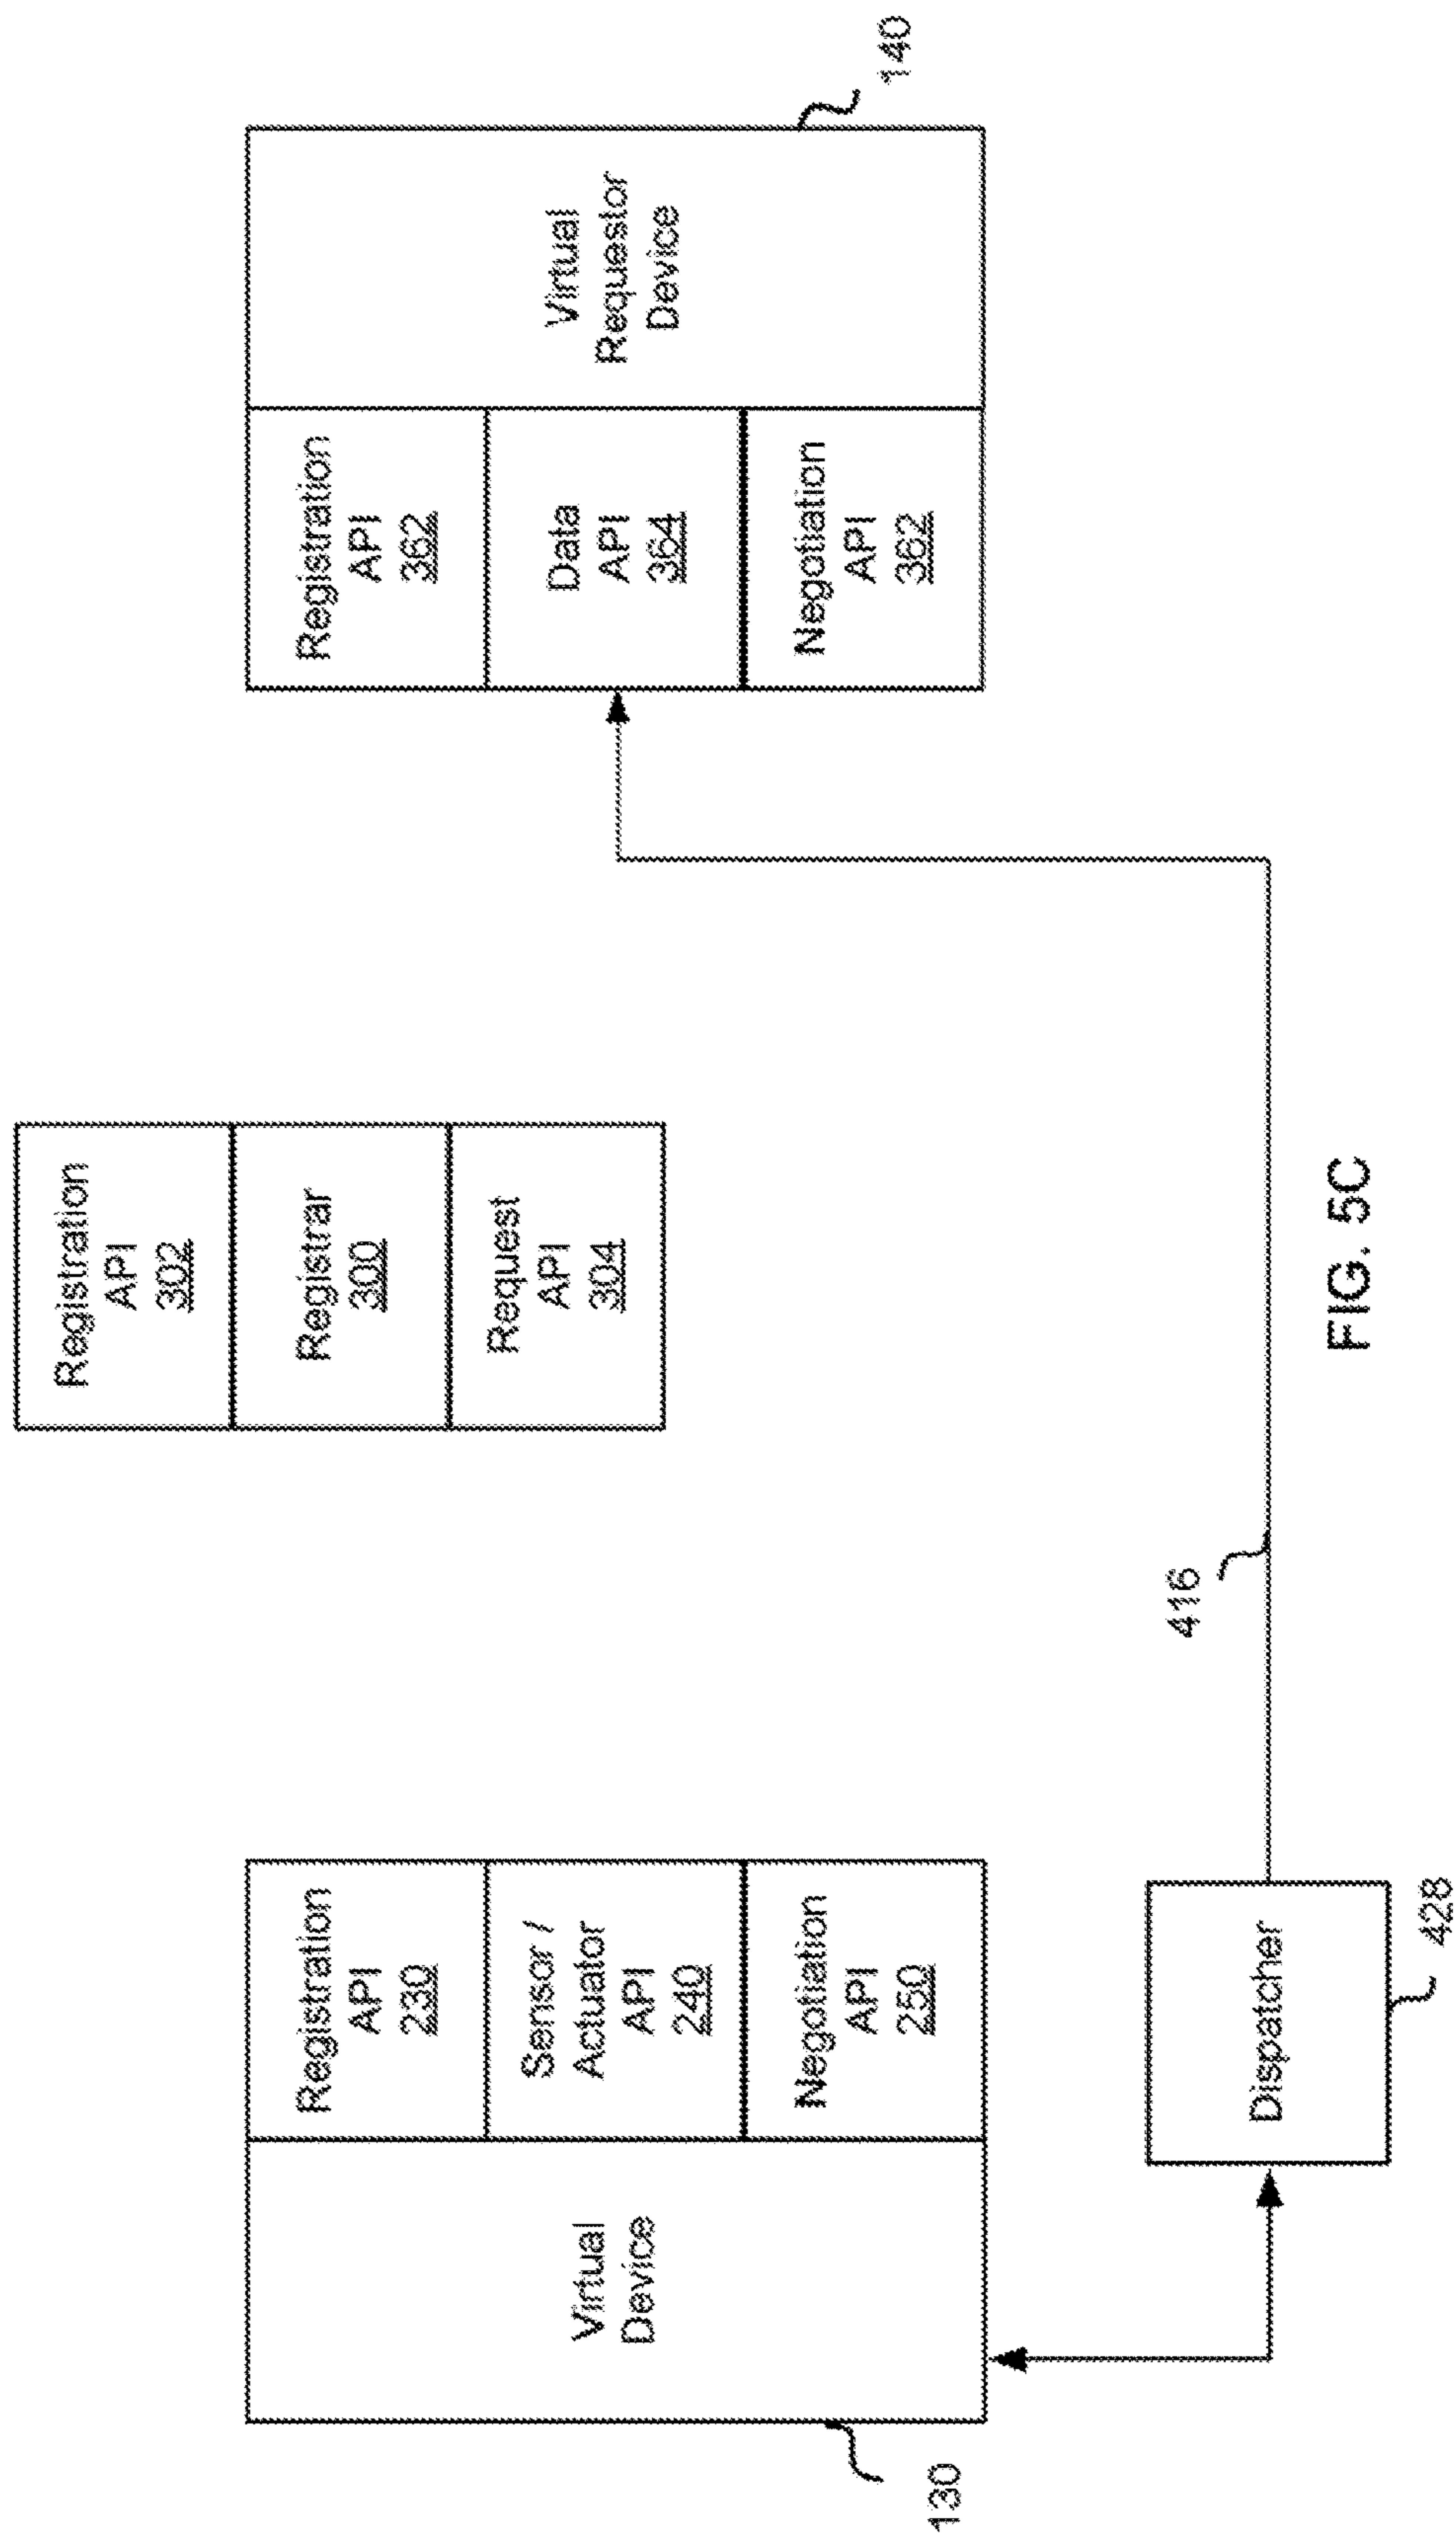 Registration
API
302
Registrar
300
Request
API
304
Virtual
Device
Registration
API
230
Sensor /
Actuator
API
240
Negotiation
API
250
130
Registration
API
362
Data
API
364
Negotiation
API
362
Virtual
Requestor
Device
140
416
Dispatcher
428
FIG. 5C